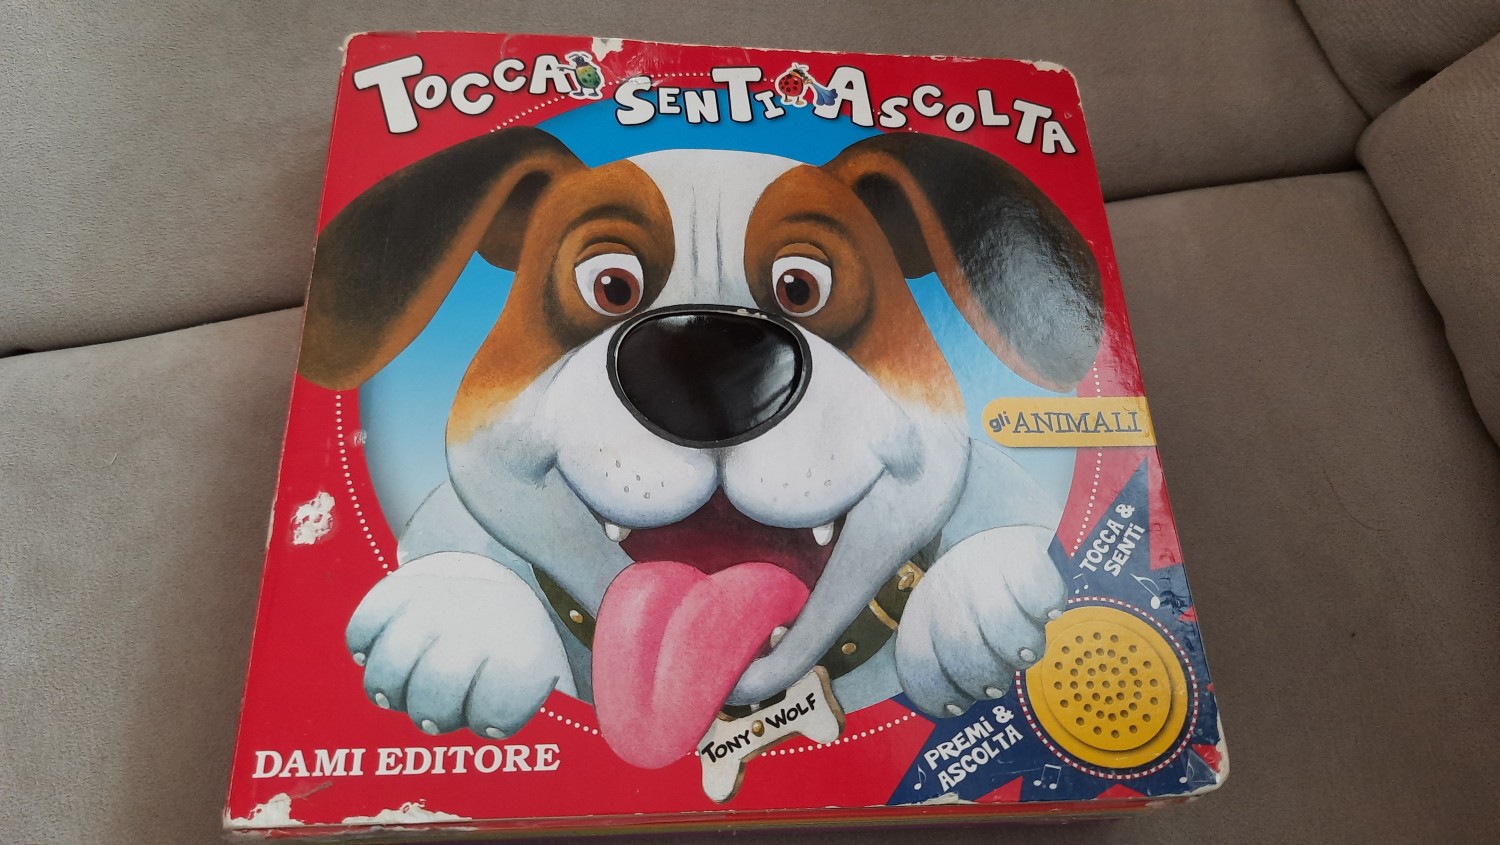 TOCCA SENTI ASCOLTA
gli ANIMALI
TOCCA &
SENTi
PREMi &
ASCOLTA
TONY WOLF
DAMI EDITORE